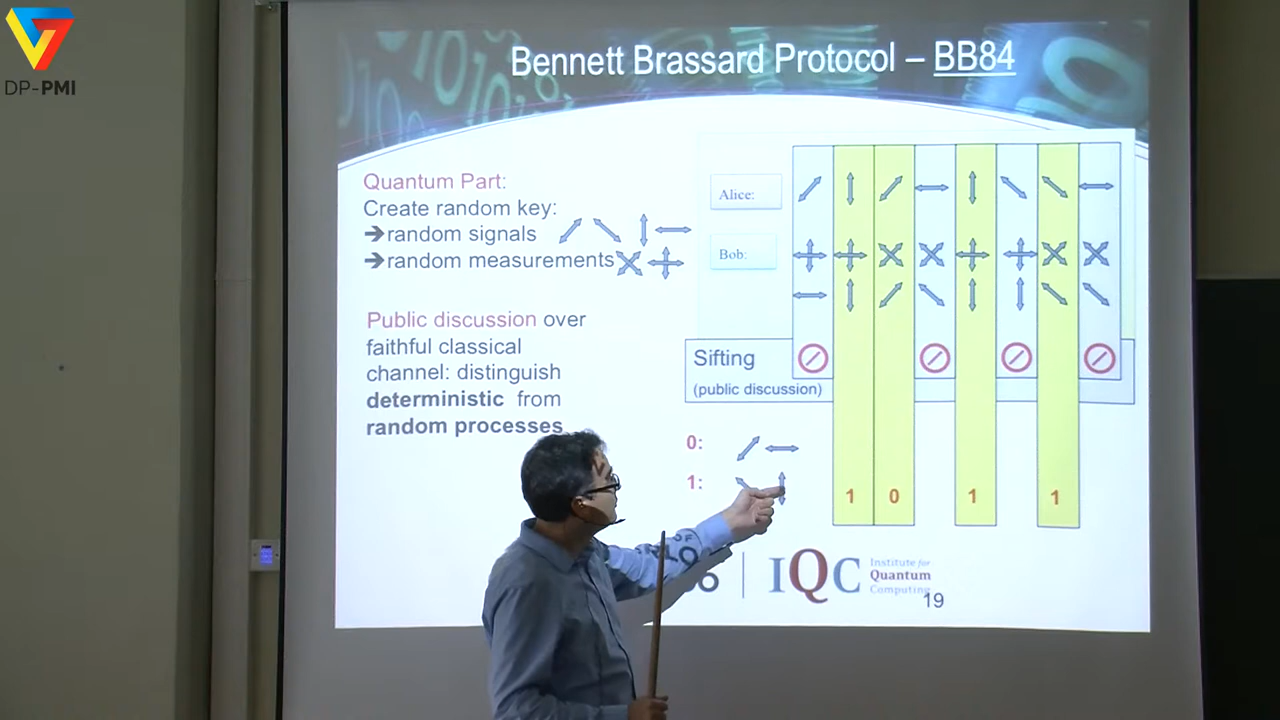 DP-PMI
Bennett Brassard Protocol – BB84
Quantum Part:
Create random key:
➔random signals
➔random measurements
Public discussion over
faithful classical
channel: distinguish
deterministic from
random processes
Alice:
Bob:
Sifting
(public discussion)
0:
1:
1 0 1 1
IQC
Institute for
Quantum
Computing
19